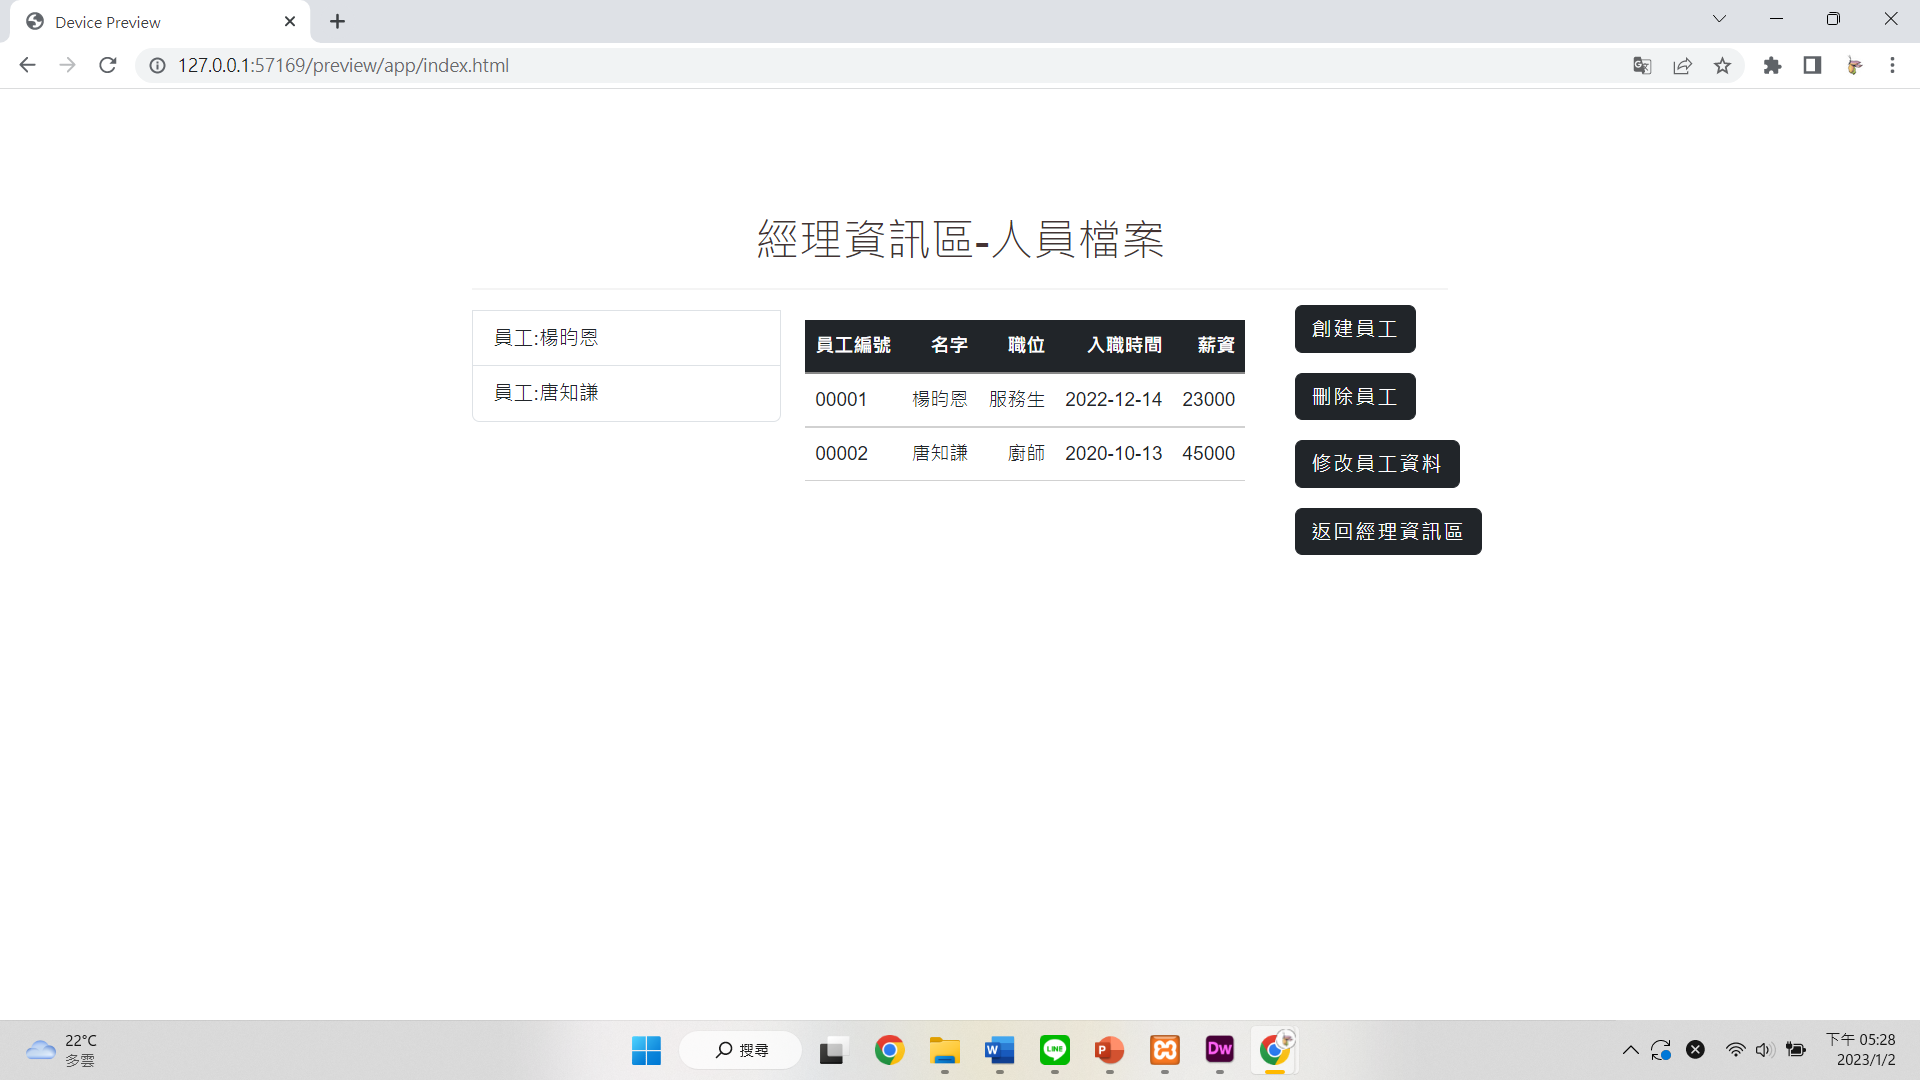 Device Preview
127.0.0.1:57169/preview/app/index.html
經理資訊區-人員檔案
員工:楊昀恩
員工:唐知謙
員工編號 名字 職位 入職時間 薪資
00001 楊昀恩 服務生 2022-12-14 23000
00002 唐知謙 廚師 2020-10-13 45000
創建員工
刪除員工
修改員工資料
返回經理資訊區
22°C
多雲
搜尋
W
LINE
P
Dw
下午 05:28
2023/1/2